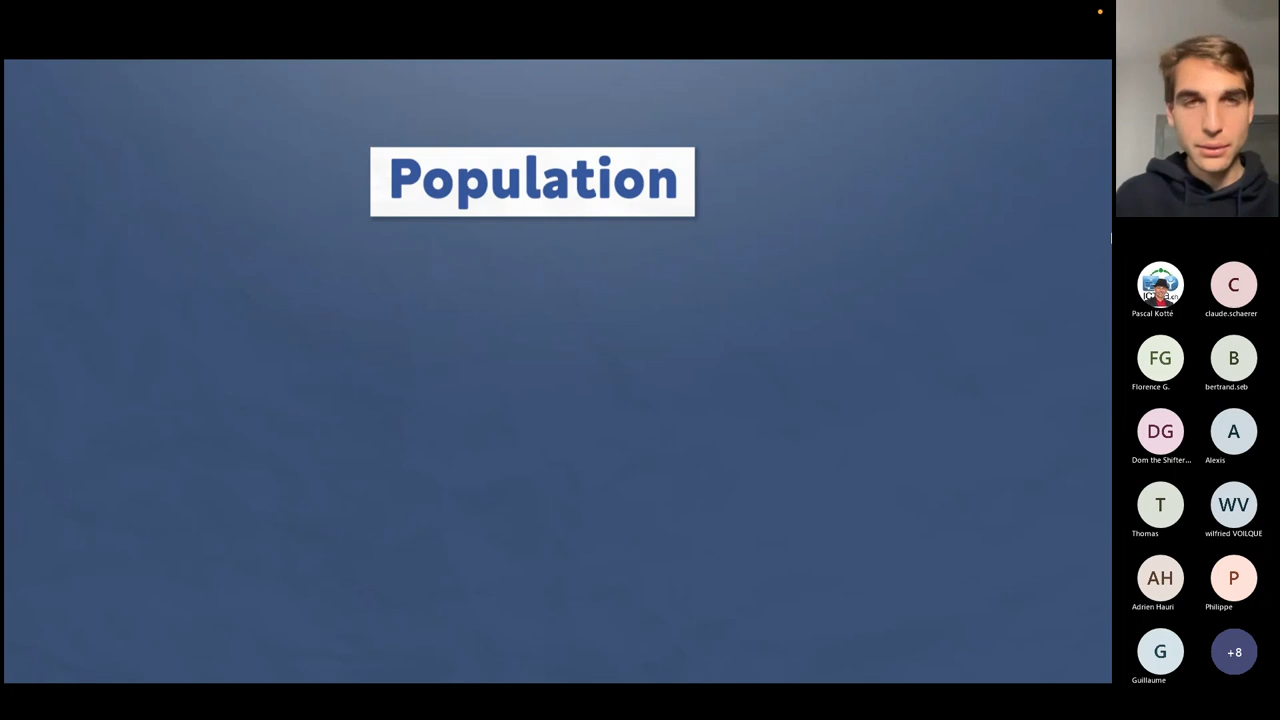 Population
Pascal Kotté
C
claude.schaerer
FG
Florence G.
B
bertrand.seb
DG
Dom the Shifter...
A
Alexis
T
Thomas
WV
wilfried VOILQUE
AH
Adrien Hauri
P
Philippe
G
Guillaume
+8